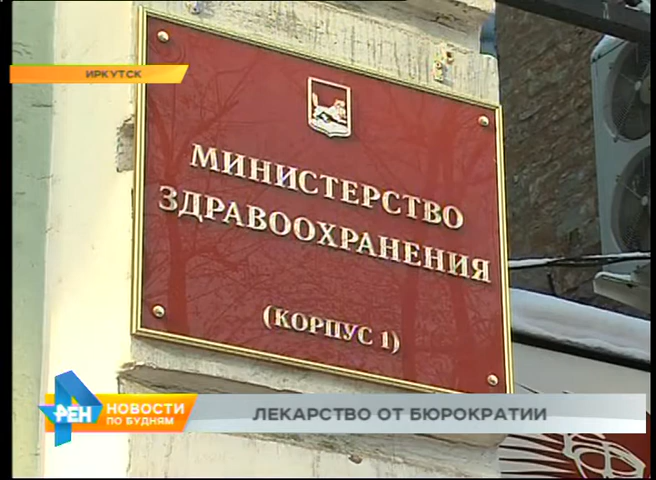 ИРКУТСК
МИНИСТЕРСТВО
ЗДРАВООХРАНЕНИЯ
(КОРПУС 1)
РЕН НОВОСТИ
ПО БУДНЯМ
ЛЕКАРСТВО ОТ БЮРОКРАТИИ